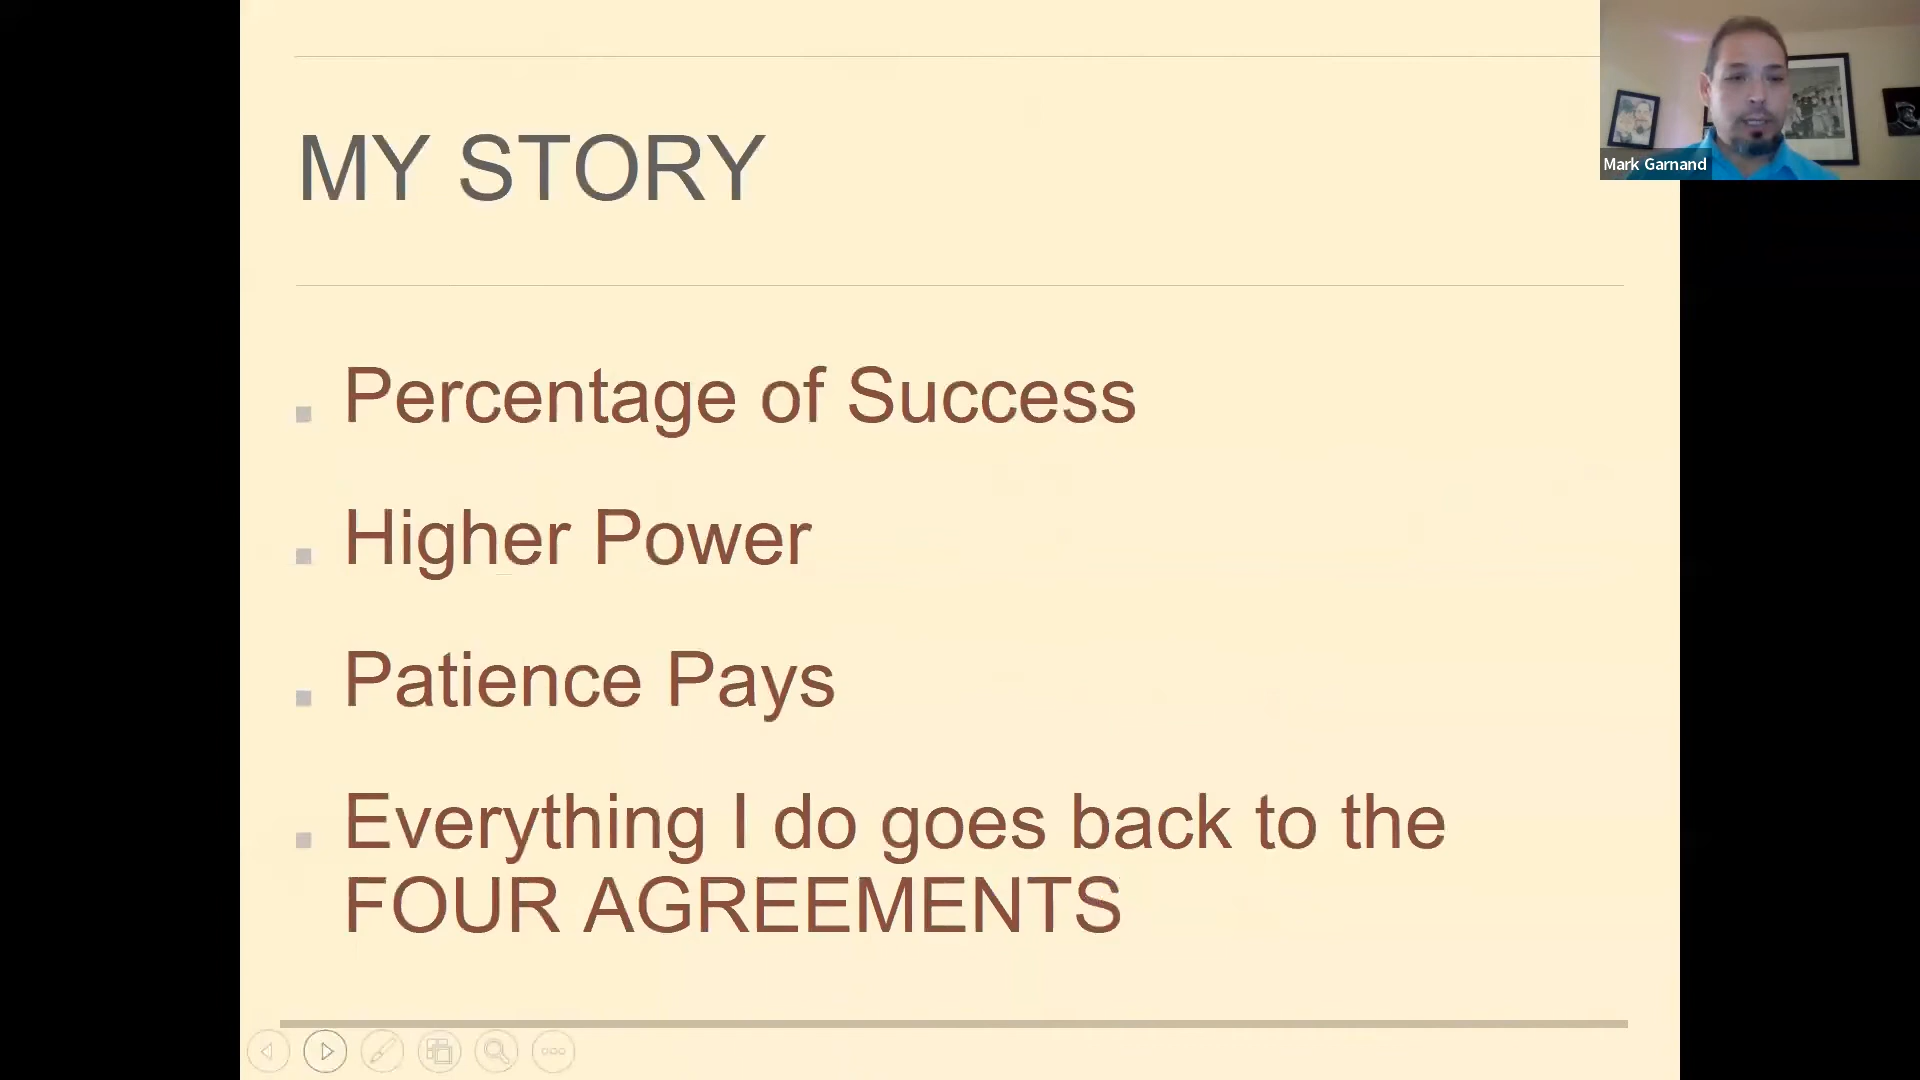 MY STORY
Mark Garnand
Percentage of Success
Higher Power
Patience Pays
Everything I do goes back to the
FOUR AGREEMENTS